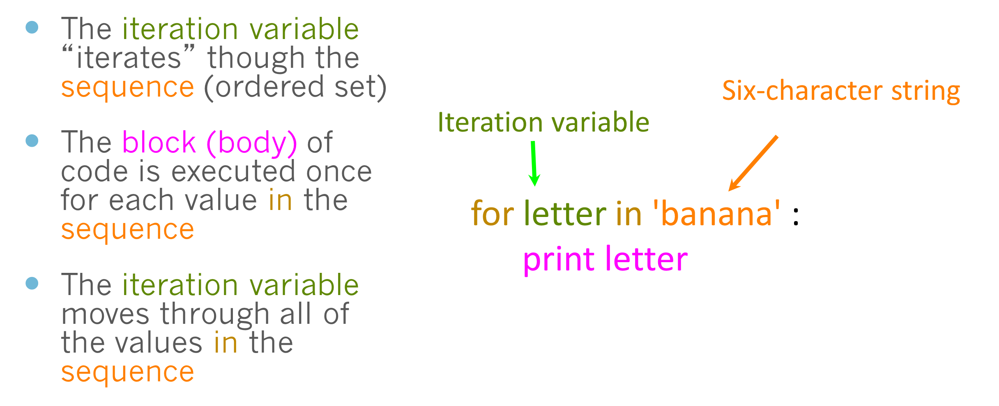 The iteration variable
“iterates” though the
sequence (ordered set)
The block (body) of
code is executed once
for each value in the
sequence
The iteration variable
moves through all of
the values in the
sequence
Six-character string
Iteration variable
for letter in 'banana' :
print letter